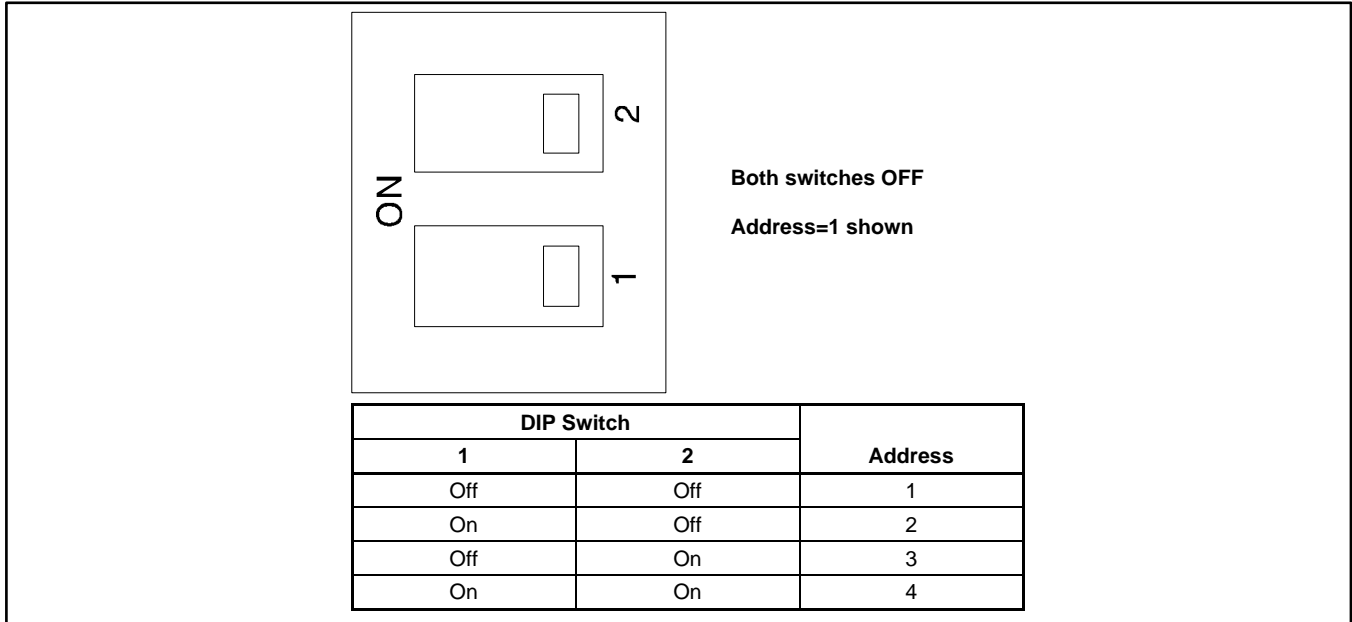 2
ON
1
Both switches OFF
Address=1 shown
DIP Switch
1 2 Address
Off Off 1
On Off 2
Off On 3
On On 4